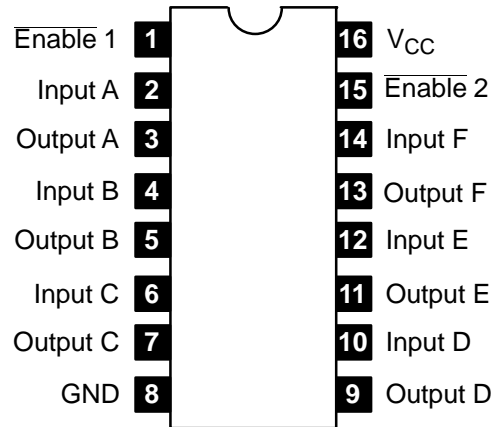 Enable 1 1 16 VCC
Input A 2 15 Enable 2
Output A 3 14 Input F
Input B 4 13 Output F
Output B 5 12 Input E
Input C 6 11 Output E
Output C 7 10 Input D
GND 8 9 Output D